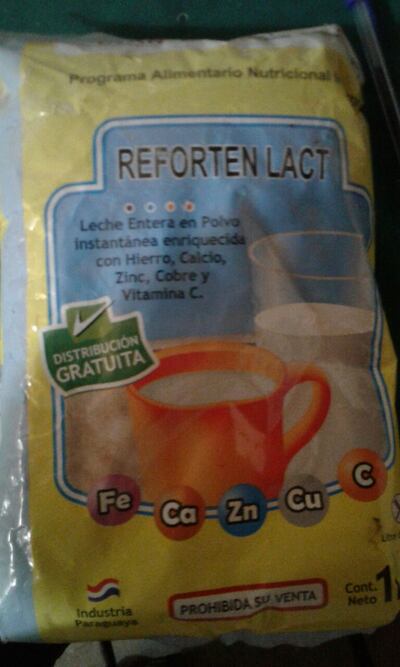 Programa Alimentario Nutricional
REFORTEN LACT
Leche Entera en Polvo
instantánea enriquecida
con Hierro, Calcio,
Zinc, Cobre y
Vitamina C.
DISTRIBUCIÓN
GRATUITA
Fe Ca Zn Cu C
Industria
Paraguaya
PROHIBIDA SU VENTA
Cont.
Neto 1